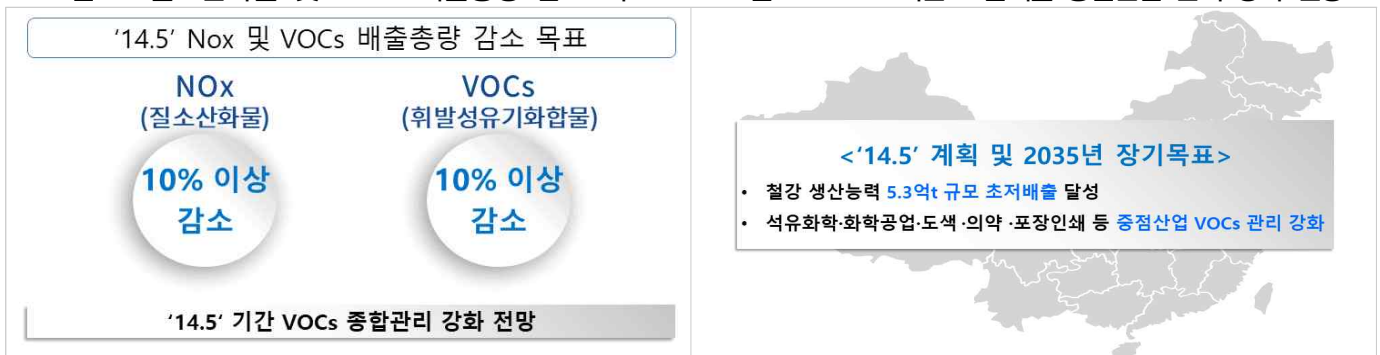 '14.5' Nox 및 VOCs 배출총량 감소 목표
NOx
(질소산화물)
10% 이상
감소
VOCs
(휘발성유기화합물)
10% 이상
감소
'14.5' 기간 VOCs 종합관리 강화 전망
<'14.5' 계획 및 2035년 장기목표>
• 철강 생산능력 5.3억t 규모 초저배출 달성
• 석유화학·화학공업·도색·의약·포장인쇄 등 중점산업 VOCs 관리 강화